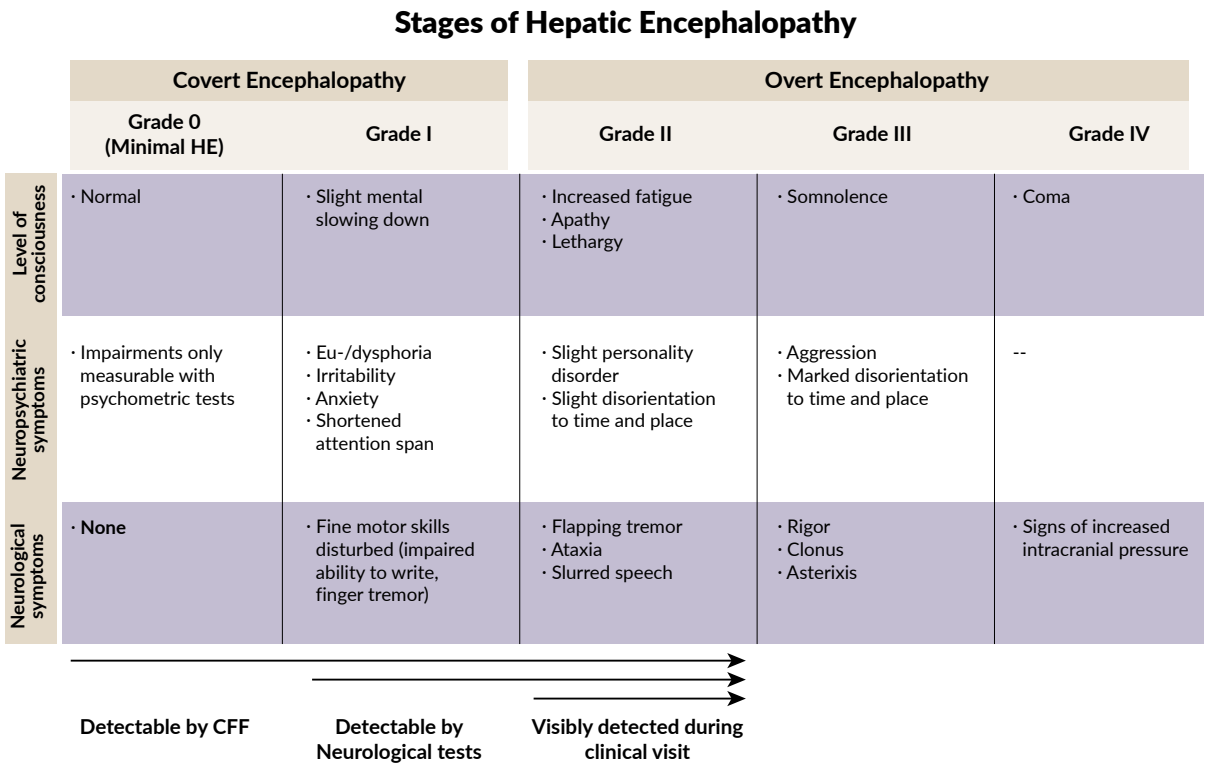 Stages of Hepatic Encephalopathy
Covert Encephalopathy
Overt Encephalopathy
Grade 0
(Minimal HE)
Grade I
Grade II
Grade III
Grade IV
Level of
consciousness
· Normal
· Slight mental
slowing down
· Increased fatigue
· Apathy
· Lethargy
· Somnolence
· Coma
Neuropsychiatric
symptoms
· Impairments only
measurable with
psychometric tests
· Eu-/dysphoria
· Irritability
· Anxiety
· Shortened
attention span
· Slight personality
disorder
· Slight disorientation
to time and place
· Aggression
· Marked disorientation
to time and place
--
Neurological
symptoms
· None
· Fine motor skills
disturbed (impaired
ability to write,
finger tremor)
· Flapping tremor
· Ataxia
· Slurred speech
· Rigor
· Clonus
· Asterixis
· Signs of increased
intracranial pressure
Detectable by CFF
Detectable by
Neurological tests
Visibly detected during
clinical visit